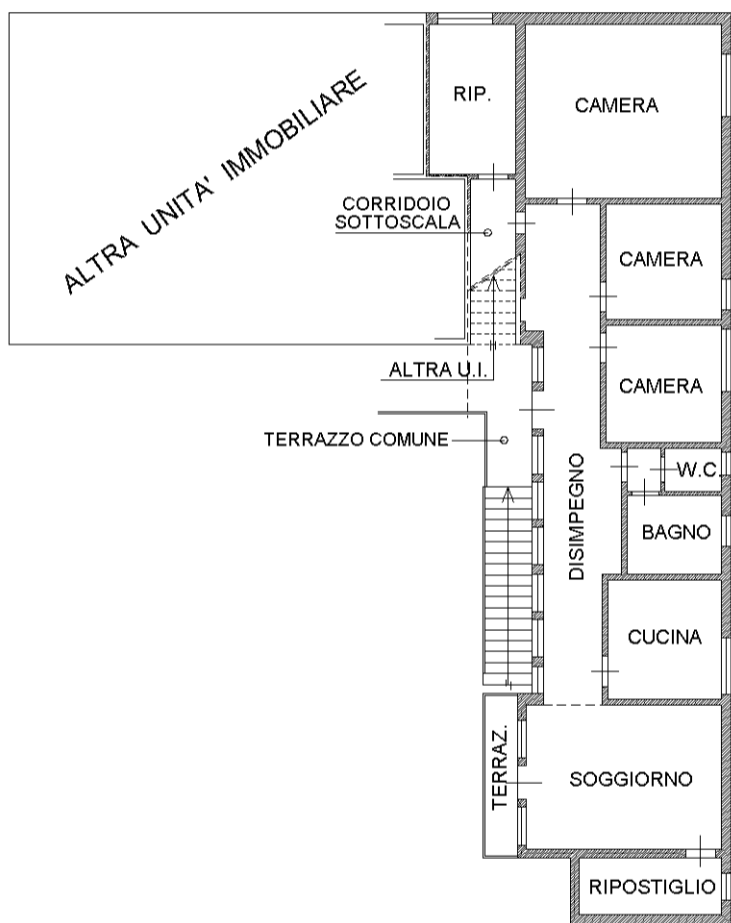 RIP.
CAMERA
ALTRA UNITA' IMMOBILIARE
CORRIDOIO
SOTTOSCALA
CAMERA
ALTRA U.I.
CAMERA
TERRAZZO COMUNE
W.C.
DISIMPEGNO
BAGNO
CUCINA
TERRAZ.
SOGGIORNO
RIPOSTIGLIO